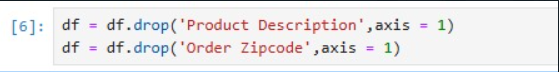 [6]: df = df.drop('Product Description',axis = 1)
df = df.drop('Order Zipcode',axis = 1)